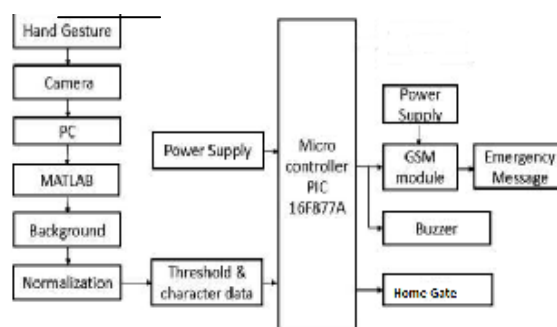 Hand Gesture
Camera
PC
MATLAB
Background
Normalization
Power Supply
Threshold &
character data
Micro
controller
PIC
16F877A
Power
Supply
GSM
module
Emergency
Message
Buzzer
Home Gate